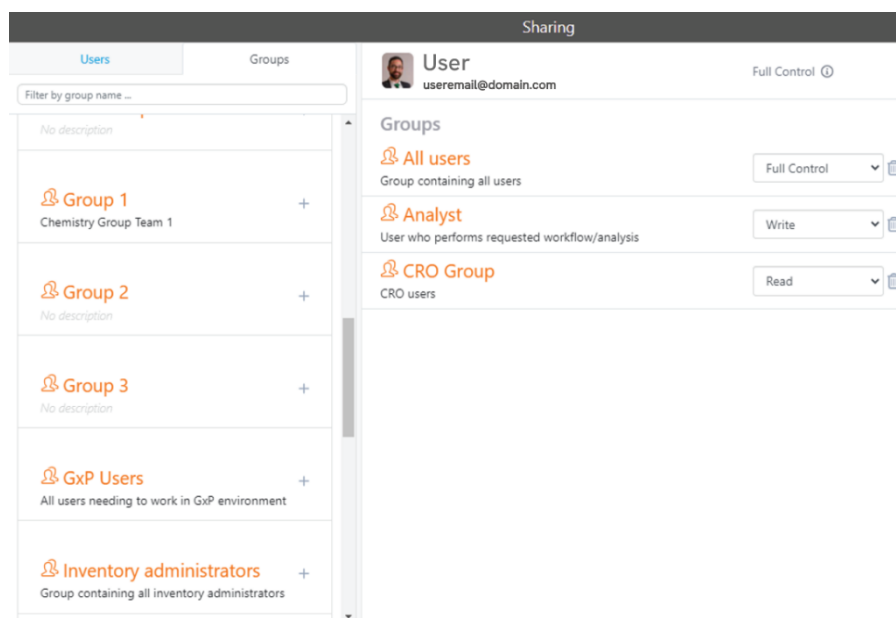 Sharing
Users
Groups
Filter by group name ...
No description
Group 1
Chemistry Group Team 1
Group 2
No description
Group 3
No description
GxP Users
All users needing to work in GxP environment
Inventory administrators
Group containing all inventory administrators
User
useremail@domain.com
Full Control
Groups
All users
Group containing all users
Full Control
Analyst
User who performs requested workflow/analysis
Write
CRO Group
CRO users
Read